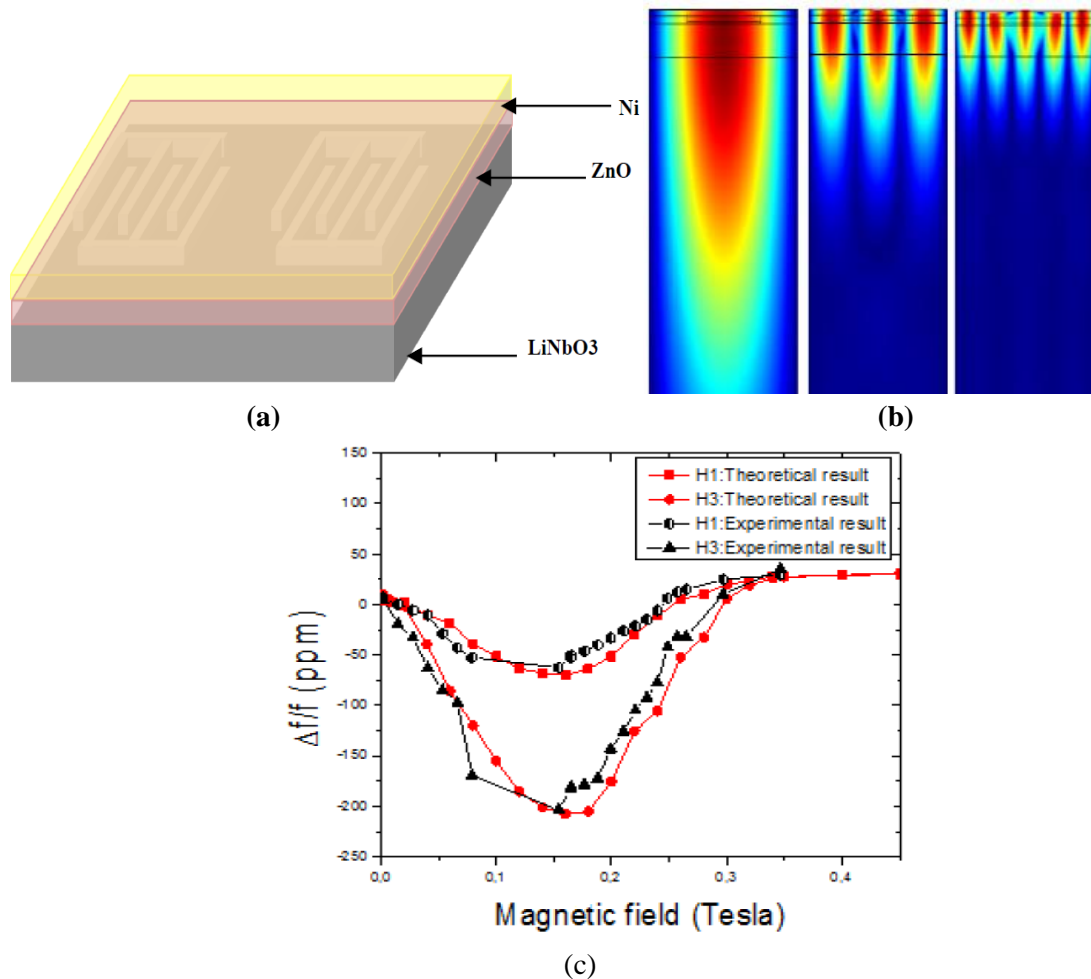 Ni
ZnO
LiNbO3
(a)
(b)
150
100
50
0
-50
-100
-150
-200
-250
Δf/f (ppm)
H1:Theoretical result
H3:Theoretical result
H1:Experimental result
H3:Experimental result
0,0
0,1
0,2
0,3
0,4
Magnetic field (Tesla)
(c)